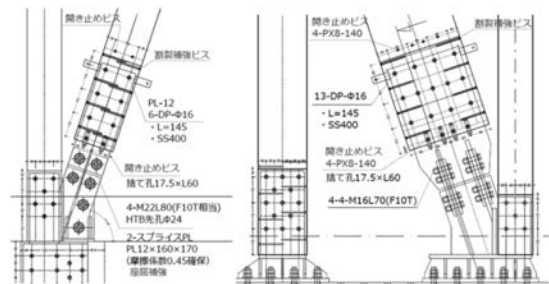 開き止めビス
割裂補強ビス
PL-12
6-DP-Φ16
・L=145
・SS400
開き止めビス
捨て孔17.5×L60
4-M22L80(F10T相当)
HTB先孔Φ24
2-スプライスPL
PL12×160×170
(摩擦係数0.45確保)
座屈補強
開き止めビス
4-PX8-140
割裂補強ビス
13-DP-Φ16
・L=145
・SS400
開き止めビス
4-PX8-140
捨て孔17.5×L60
4-4-M16L70(F10T)